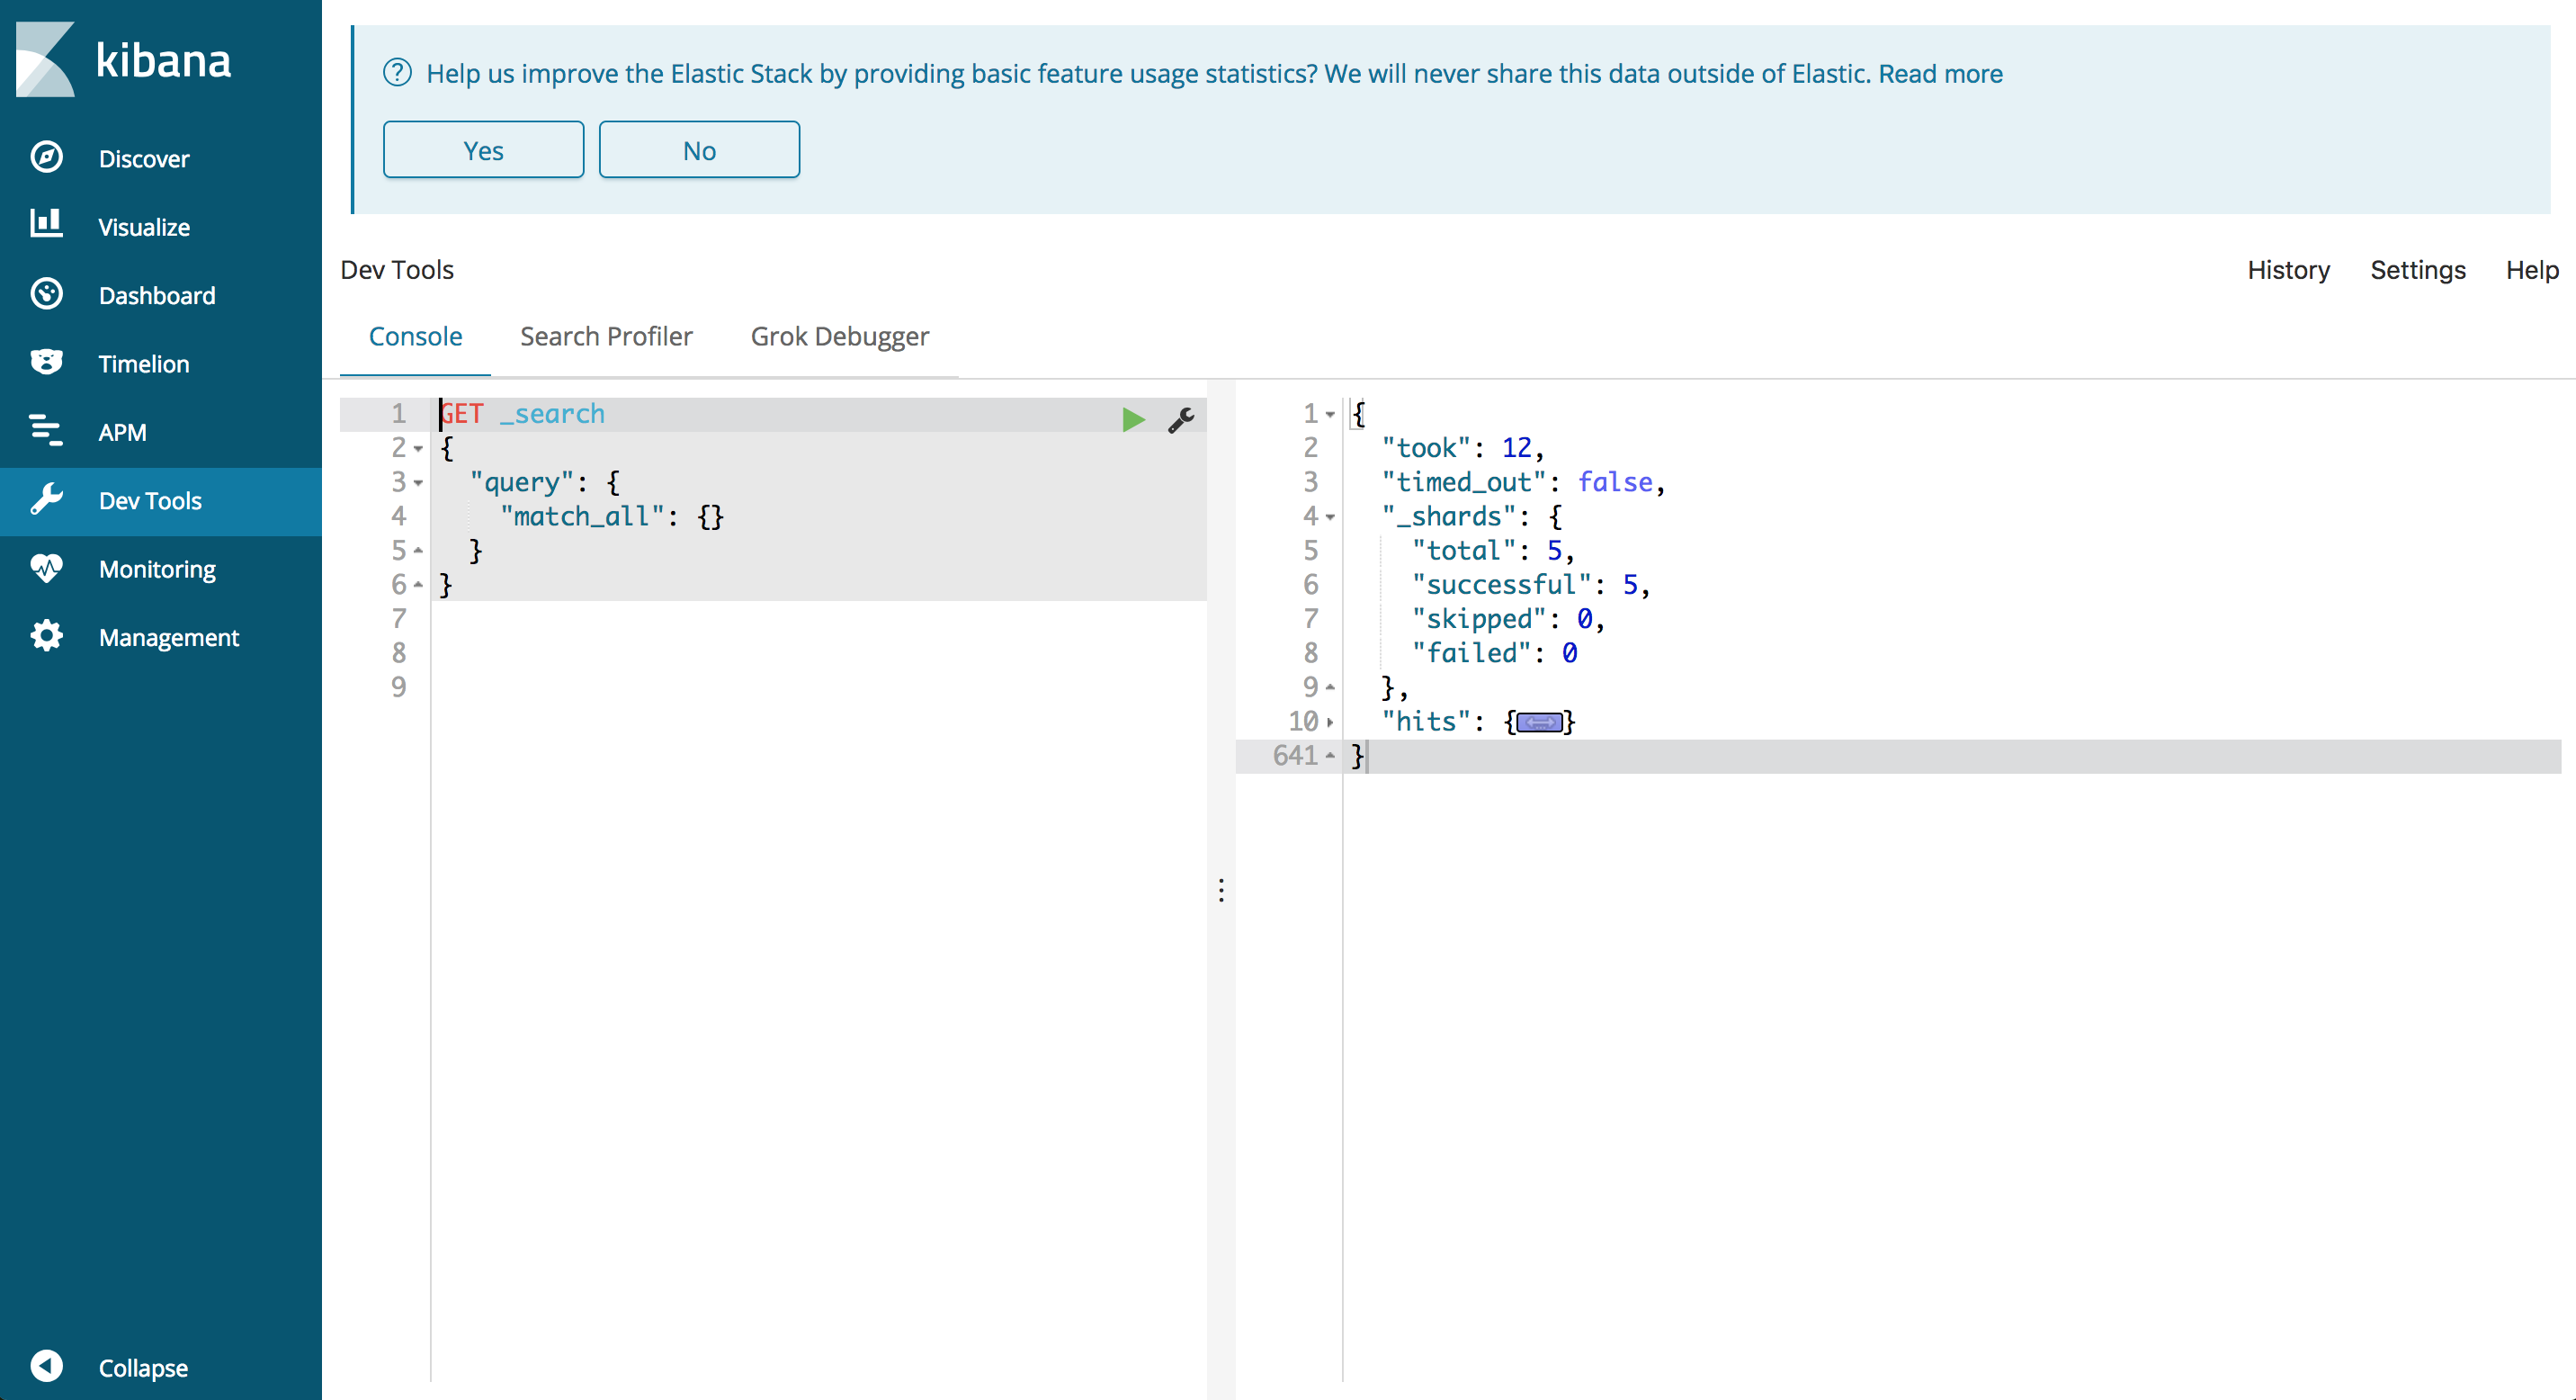 kibana
Discover
Visualize
Dashboard
Timelion
APM
Dev Tools
Monitoring
Management
Collapse
Help us improve the Elastic Stack by providing basic feature usage statistics? We will never share this data outside of Elastic. Read more
Yes No
Dev Tools
History Settings Help
Console Search Profiler Grok Debugger
1 GET _search
2 {
3 "query": {
4 "match_all": {}
5 }
6 }
7
8
9
1 {
2 "took": 12,
3 "timed_out": false,
4 "_shards": {
5 "total": 5,
6 "successful": 5,
7 "skipped": 0,
8 "failed": 0
9 },
10 "hits": {}
641 }